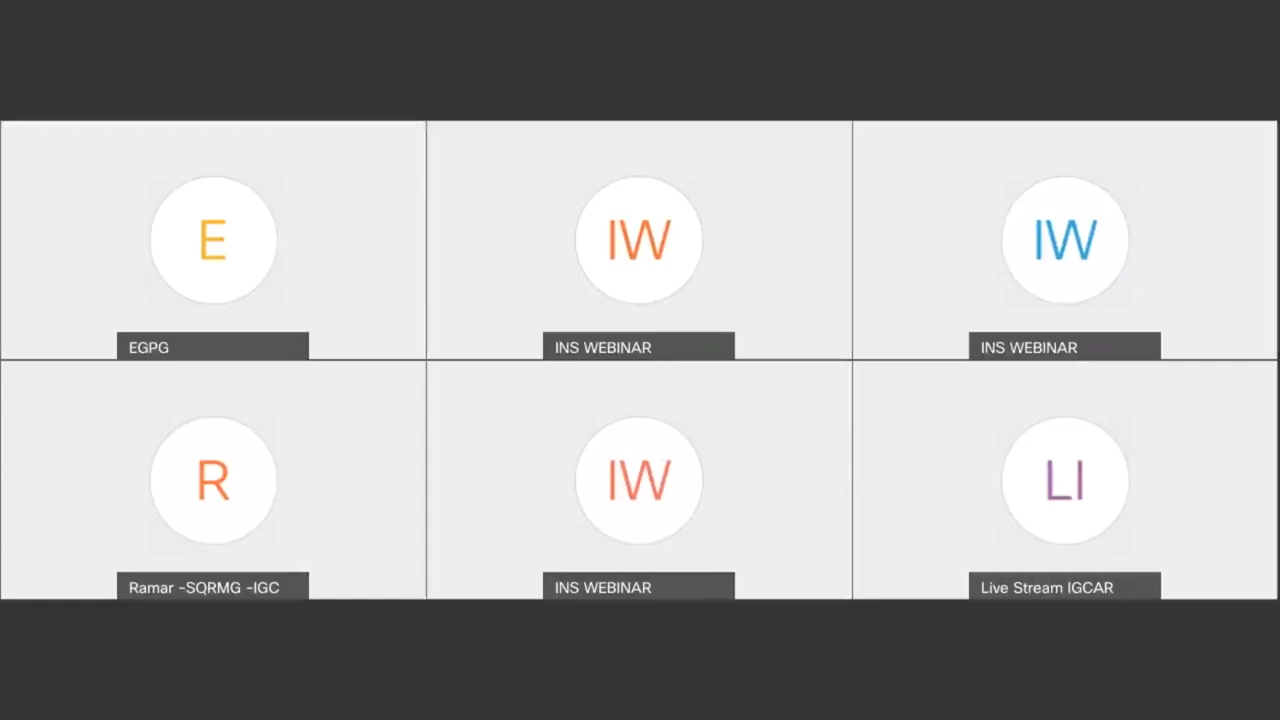 E
IW
IW
EGPG
INS WEBINAR
INS WEBINAR
R
IW
LI
Ramar -SQRMG -IGC
INS WEBINAR
Live Stream IGCAR